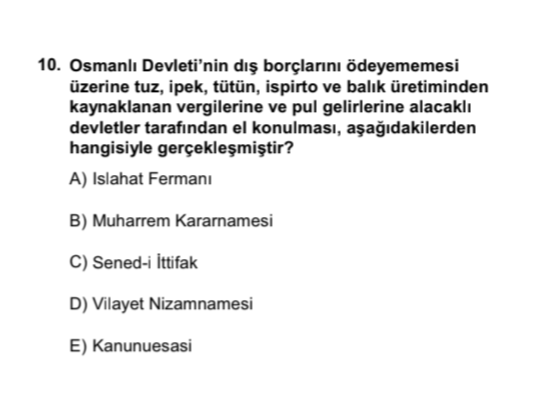 10. Osmanlı Devleti'nin dış borçlarını ödeyememesi
üzerine tuz, ipek, tütün, ispirto ve balık üretiminden
kaynaklanan vergilerine ve pul gelirlerine alacaklı
devletler tarafından el konulması, aşağıdakilerden
hangisiyle gerçekleşmiştir?
A) Islahat Fermanı
B) Muharrem Kararnamesi
C) Sened-i İttifak
D) Vilayet Nizamnamesi
E) Kanunuesasi